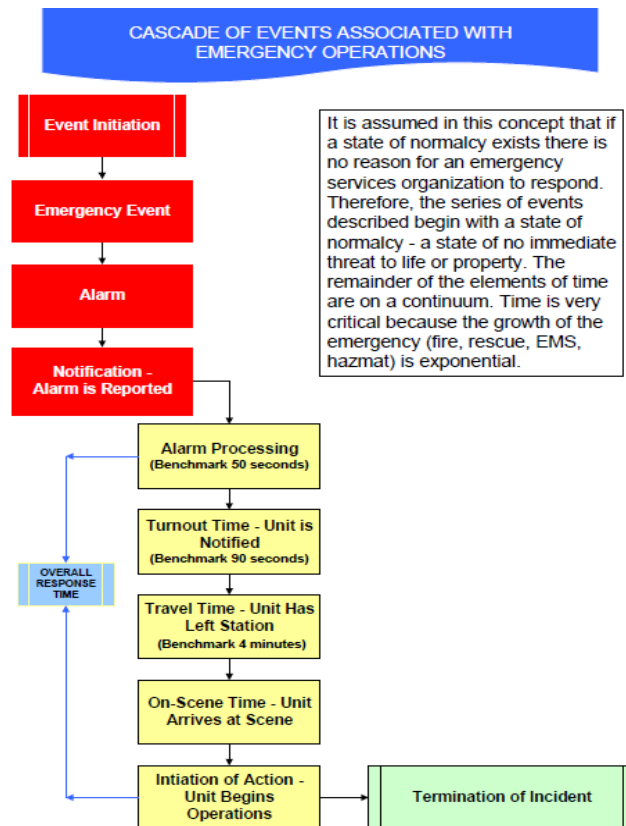 CASCADE OF EVENTS ASSOCIATED WITH
EMERGENCY OPERATIONS
Event Initiation
It is assumed in this concept that if
a state of normalcy exists there is
no reason for an emergency
services organization to respond.
Therefore, the series of events
described begin with a state of
normalcy - a state of no immediate
threat to life or property. The
remainder of the elements of time
are on a continuum. Time is very
critical because the growth of the
emergency (fire, rescue, EMS,
hazmat) is exponential.
Emergency Event
Alarm
Notification -
Alarm is Reported
Alarm Processing
(Benchmark 50 seconds)
Turnout Time - Unit is
Notified
(Benchmark 90 seconds)
OVERALL
RESPONSE
TIME
Travel Time - Unit Has
Left Station
(Benchmark 4 minutes)
On-Scene Time - Unit
Arrives at Scene
Intiation of Action -
Unit Begins
Operations
Termination of Incident